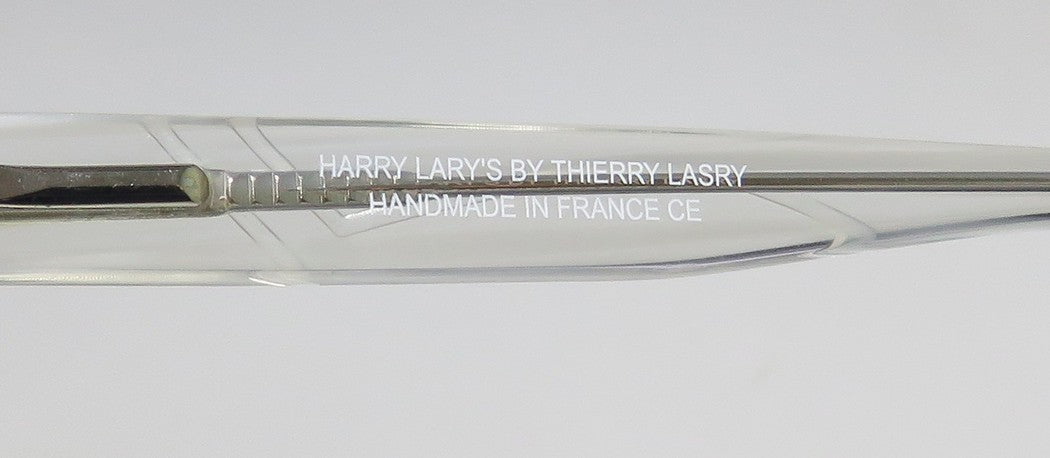 HARRY LARY'S BY THIERRY LASRY
HANDMADE IN FRANCE CE